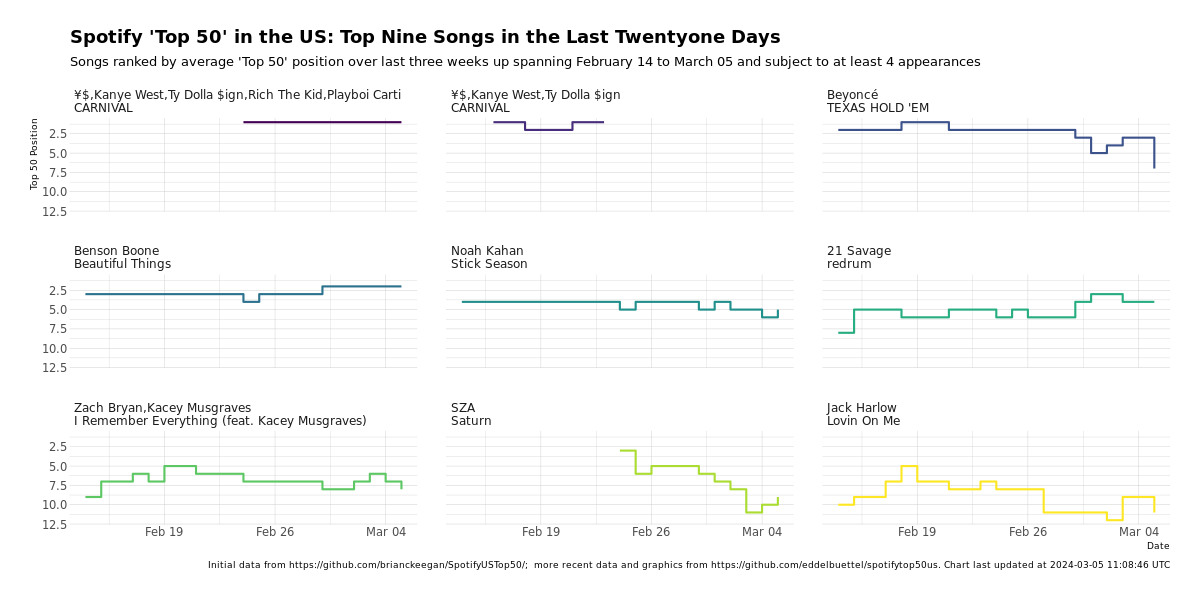 Spotify 'Top 50' in the US: Top Nine Songs in the Last Twentyone Days
Songs ranked by average 'Top 50' position over last three weeks up spanning February 14 to March 05 and subject to at least 4 appearances
¥$,Kanye West,Ty Dolla $ign,Rich The Kid,Playboi Carti
CARNIVAL
¥$,Kanye West,Ty Dolla $ign
CARNIVAL
Beyoncé
TEXAS HOLD 'EM
Top 50 Position
2.5
5.0
7.5
10.0
12.5
Benson Boone
Beautiful Things
Noah Kahan
Stick Season
21 Savage
redrum
2.5
5.0
7.5
10.0
12.5
Zach Bryan,Kacey Musgraves
I Remember Everything (feat. Kacey Musgraves)
SZA
Saturn
Jack Harlow
Lovin On Me
2.5
5.0
7.5
10.0
12.5
Feb 19 Feb 26 Mar 04
Feb 19 Feb 26 Mar 04
Feb 19 Feb 26 Mar 04
Date
Initial data from https://github.com/brianckeegan/SpotifyUSTop50/;  more recent data and graphics from https://github.com/eddelbuettel/spotifytop50us. Chart last updated at 2024-03-05 11:08:46 UTC